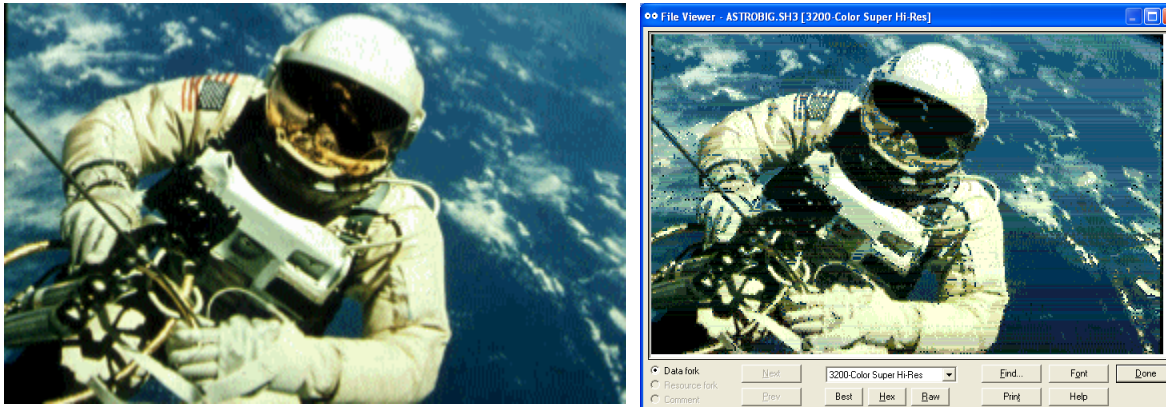 File Viewer - ASTROBIG.SH3 [3200-Color Super Hi-Res]
Data fork
Resource fork
Comment
Next
Prev
3200-Color Super Hi-Res
Best
Hex
Raw
Find...
Font
Done
Print
Help